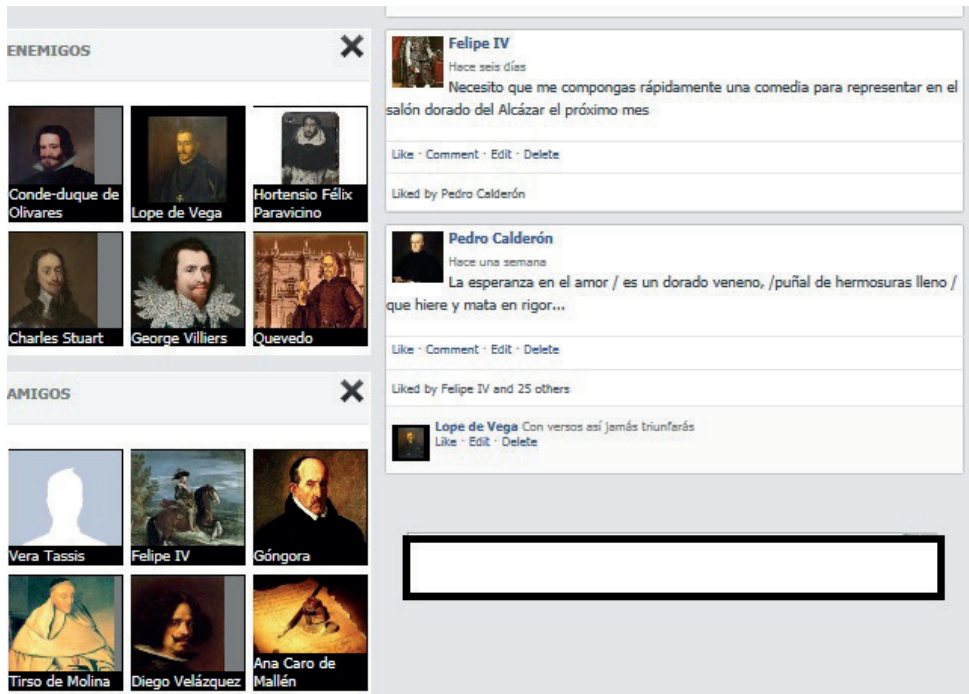 ENEMIGOS
Conde-duque de
Olivares
Lope de Vega
Hortensio Félix
Paravicino
Charles Stuart
George Villiers
Quevedo
AMIGOS
Vera Tassis
Felipe IV
Góngora
Tirso de Molina
Diego Velázquez
Ana Caro de
Mallén
Felipe IV
Hace seis días
Necesito que me compongas rápidamente una comedia para representar en el
salón dorado del Alcázar el próximo mes
Like · Comment · Edit · Delete
Liked by Pedro Calderón
Pedro Calderón
Hace una semana
La esperanza en el amor / es un dorado veneno, /puñal de hermosuras lleno /
que hiere y mata en rigor...
Like · Comment · Edit · Delete
Liked by Felipe IV and 25 others
Lope de Vega Con versos así jamás triunfarás
Like · Edit · Delete